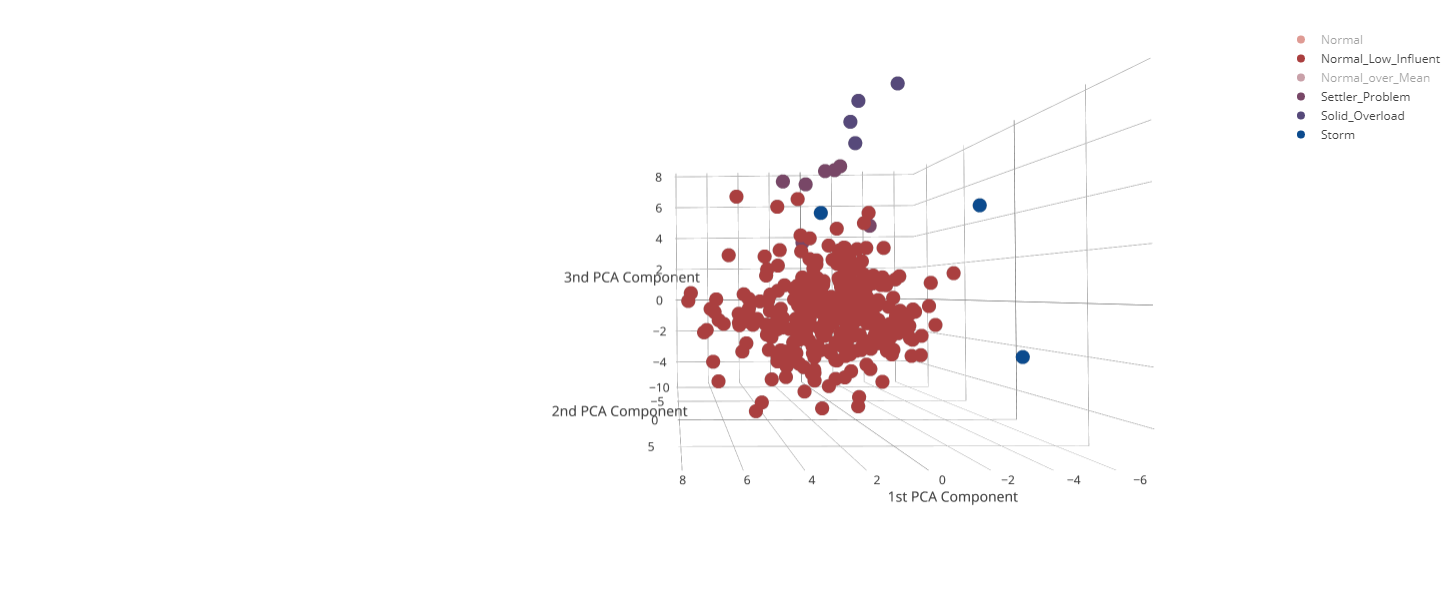 Normal
Normal_Low_Influent
Normal_over_Mean
Settler_Problem
Solid_Overload
Storm
8
6
4
2
3rd PCA Component
0
−2
−4
−10
−5
2nd PCA Component
0
5
8 6 4 2 0 −2 −4 −6
1st PCA Component